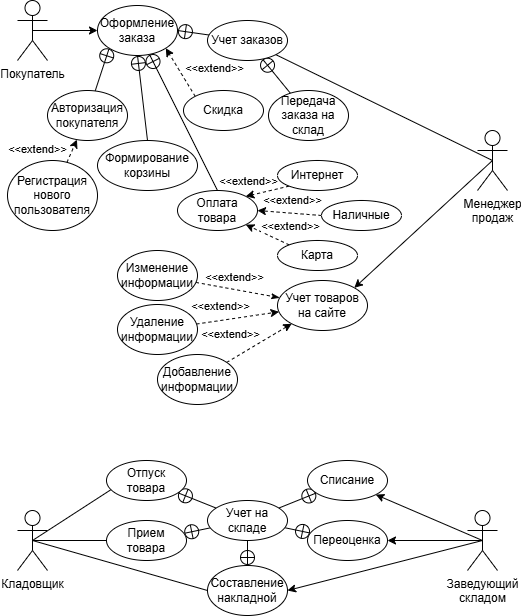 Оформление
заказа
Учет заказов
Покупатель
<<extend>>
<<extend>>
Авторизация
покупателя
Скидка
Передача
заказа на
склад
<<extend>>
Формирование
корзины
Регистрация
нового
пользователя
Интернет
<<extend>>
Оплата
товара
<<extend>>
Наличные
<<extend>>
Карта
Менеджер
продаж
Изменение
информации
<<extend>>
Учет товаров
на сайте
<<extend>>
Удаление
информации
<<extend>>
Добавление
информации
Отпуск
товара
Списание
Учет на
складе
Прием
товара
Переоценка
Кладовщик
Составление
накладной
Заведующий
складом